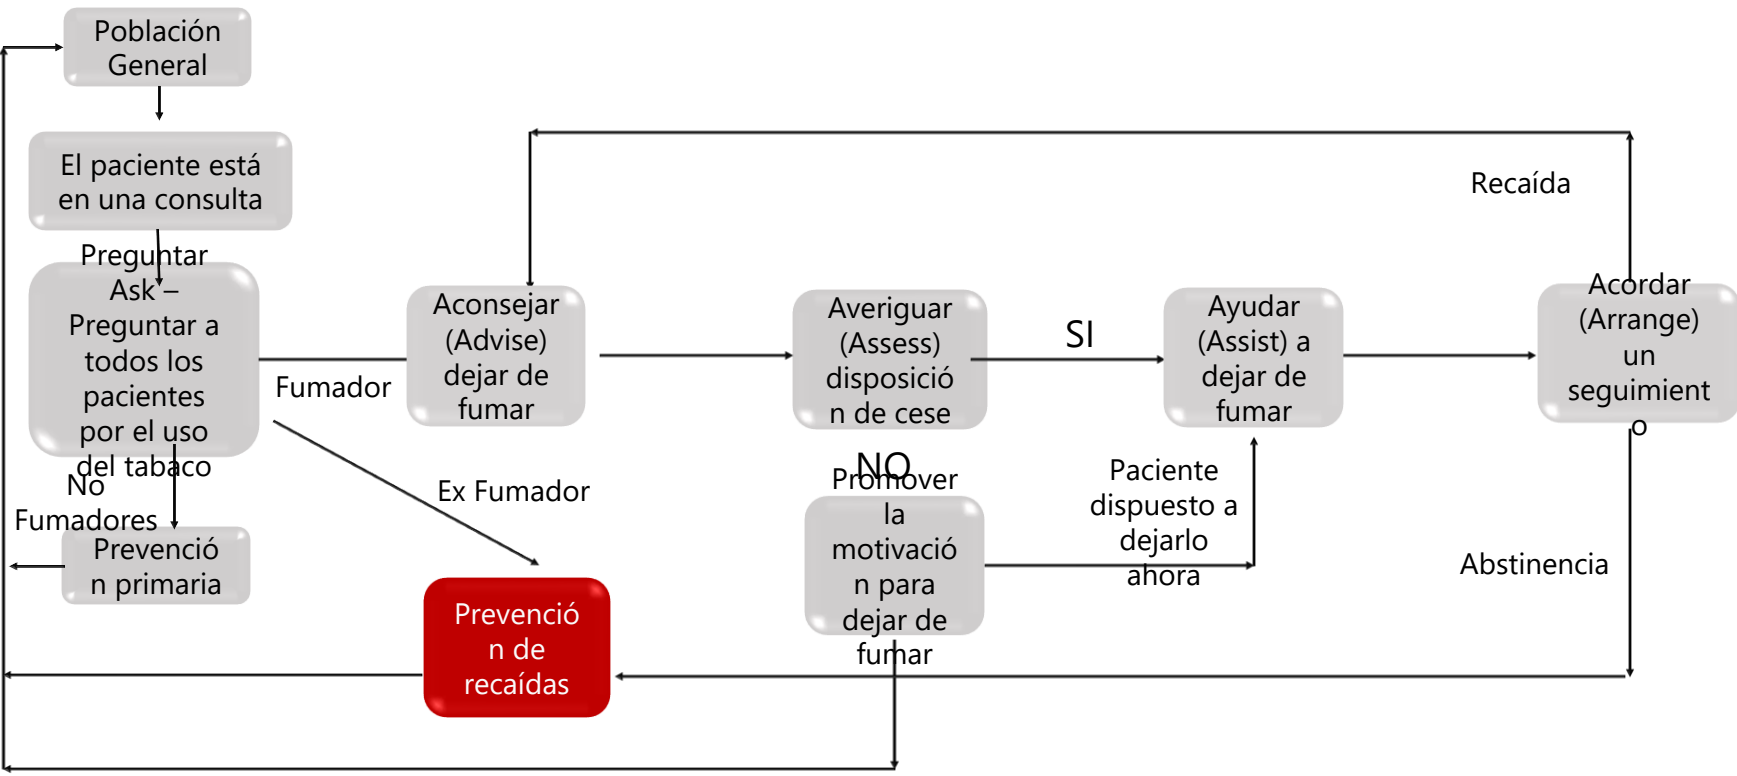 Población
General
El paciente está
en una consulta
Preguntar
Ask –
Preguntar a
todos los
pacientes
por el uso
del tabaco
Fumador
No
Fumadores
Prevenció
n primaria
Ex Fumador
Prevenció
n de
recaídas
Aconsejar
(Advise)
dejar de
fumar
Averiguar
(Assess)
disposició
n de cese
SI
NO
Promover
la
motivació
n para
dejar de
fumar
Paciente
dispuesto a
dejarlo
ahora
Ayudar
(Assist) a
dejar de
fumar
Recaída
Acordar
(Arrange)
un
seguimient
o
Abstinencia